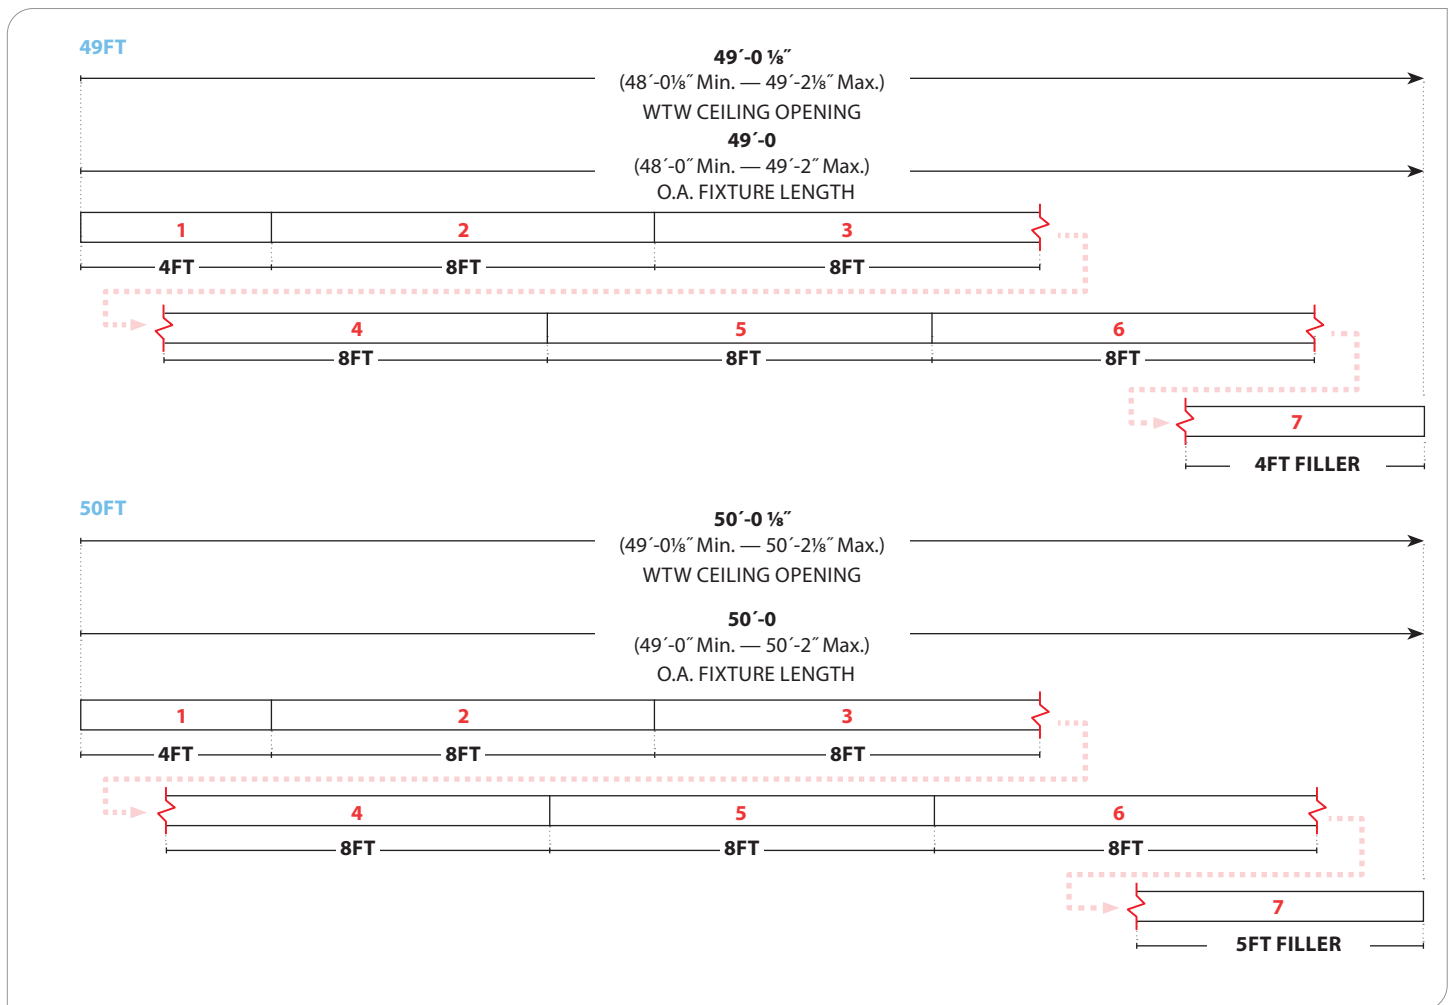 49FT
49´-0 ⅛˝
(48´-0⅛˝ Min. — 49´-2⅛˝ Max.)
WTW CEILING OPENING
49´-0
(48´-0˝ Min. — 49´-2˝ Max.)
O.A. FIXTURE LENGTH
1 2 3
4FT 8FT 8FT
4 5 6
8FT 8FT 8FT
7
4FT FILLER
50FT
50´-0 ⅛˝
(49´-0⅛˝ Min. — 50´-2⅛˝ Max.)
WTW CEILING OPENING
50´-0
(49´-0˝ Min. — 50´-2˝ Max.)
O.A. FIXTURE LENGTH
1 2 3
4FT 8FT 8FT
4 5 6
8FT 8FT 8FT
7
5FT FILLER